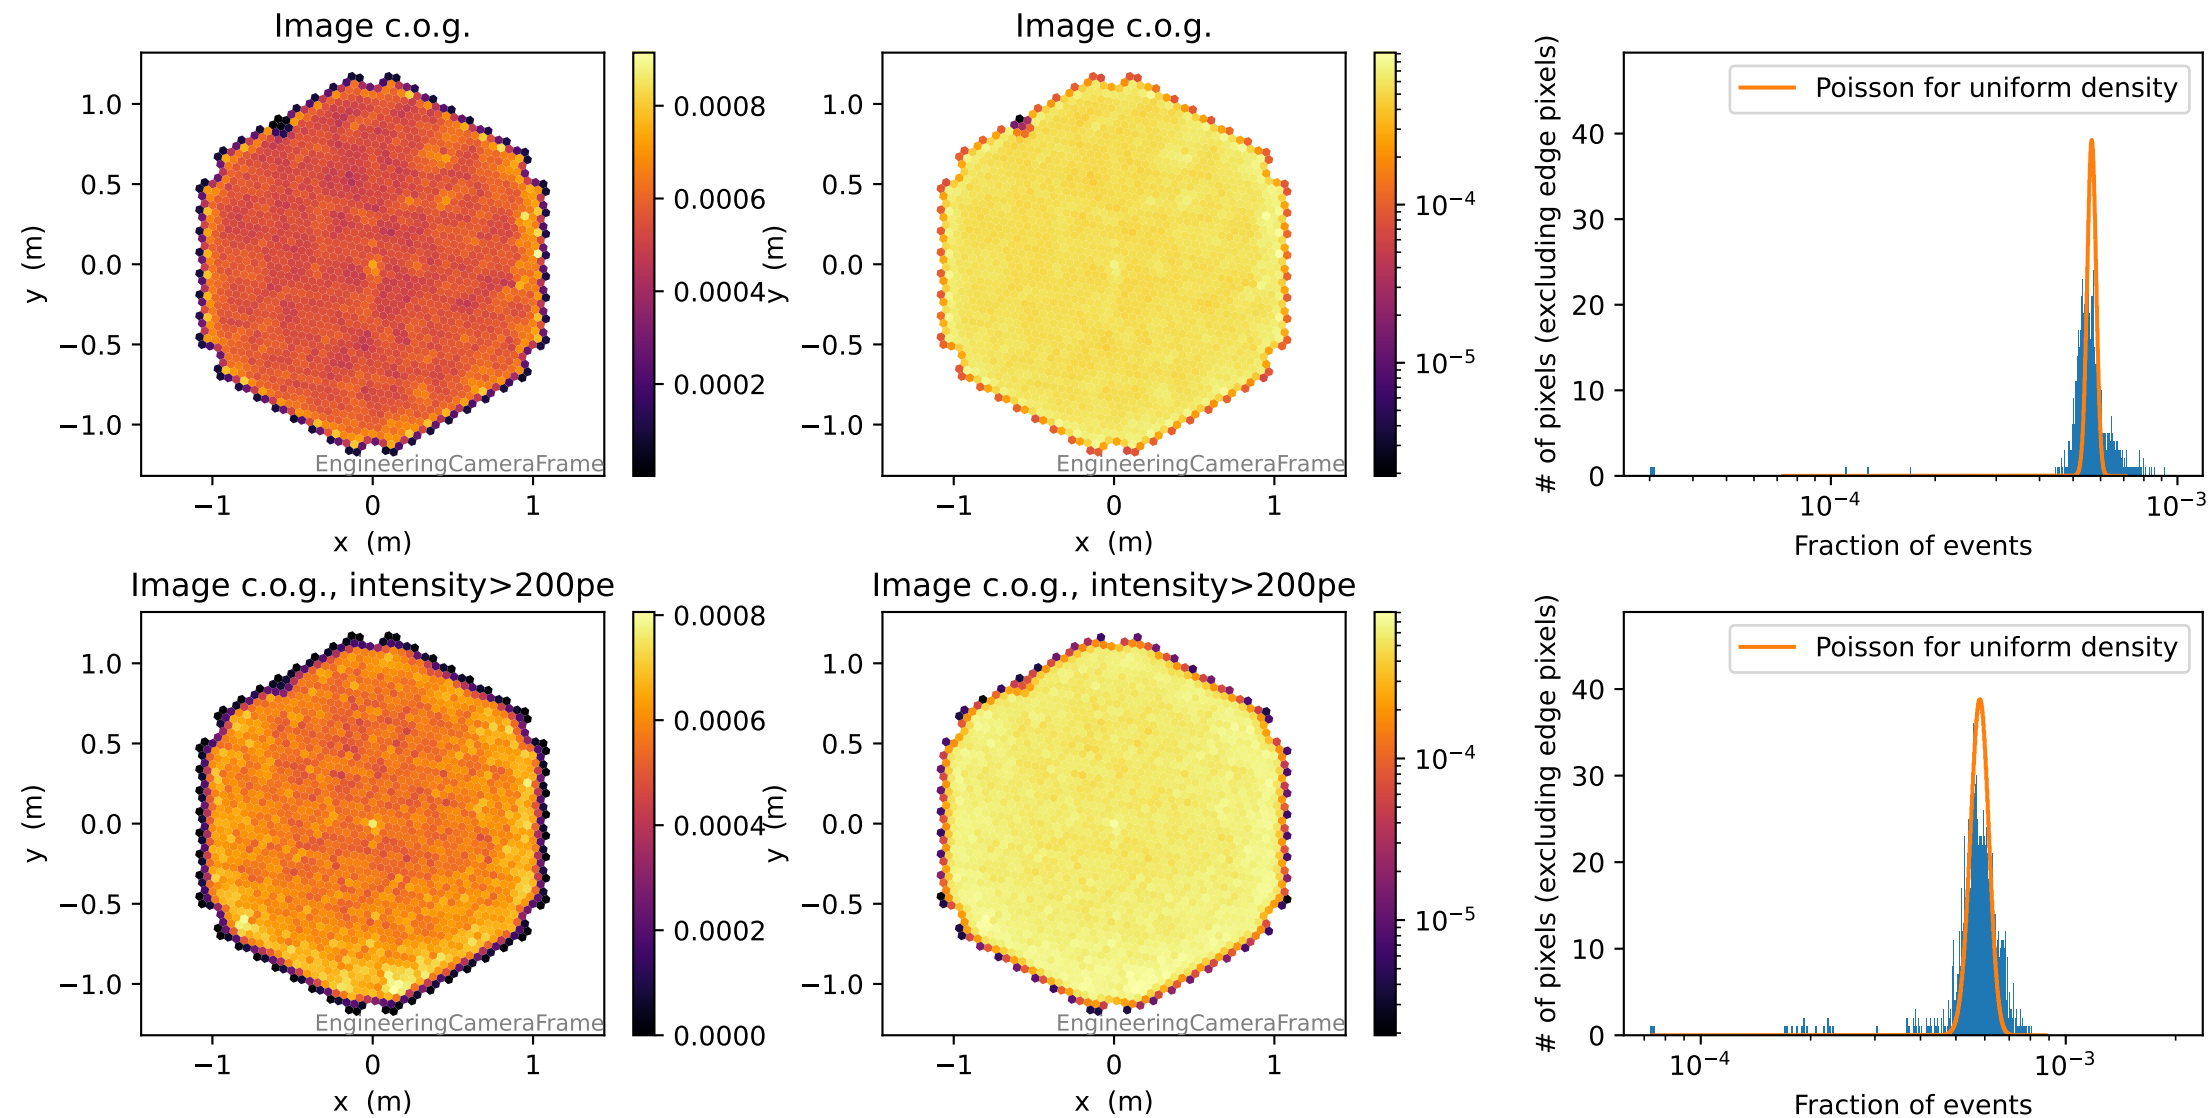 Image c.o.g.
1.0
0.5
0.0
−0.5
−1.0
y (m)
−1
0
1
x (m)
EngineeringCameraFrame
0.0008
0.0006
0.0004
0.0002
Image c.o.g.
1.0
0.5
0.0
−0.5
−1.0
y (m)
−1
0
1
x (m)
EngineeringCameraFrame
10⁻⁴
10⁻⁵
Poisson for uniform density
# of pixels (excluding edge pixels)
40
30
20
10
0
10⁻⁴
10⁻³
Fraction of events
Image c.o.g., intensity>200pe
1.0
0.5
0.0
−0.5
−1.0
y (m)
−1
0
1
x (m)
EngineeringCameraFrame
0.0008
0.0006
0.0004
0.0002
0.0000
Image c.o.g., intensity>200pe
1.0
0.5
0.0
−0.5
−1.0
y (m)
−1
0
1
x (m)
EngineeringCameraFrame
10⁻⁴
10⁻⁵
Poisson for uniform density
# of pixels (excluding edge pixels)
40
30
20
10
0
10⁻⁴
10⁻³
Fraction of events